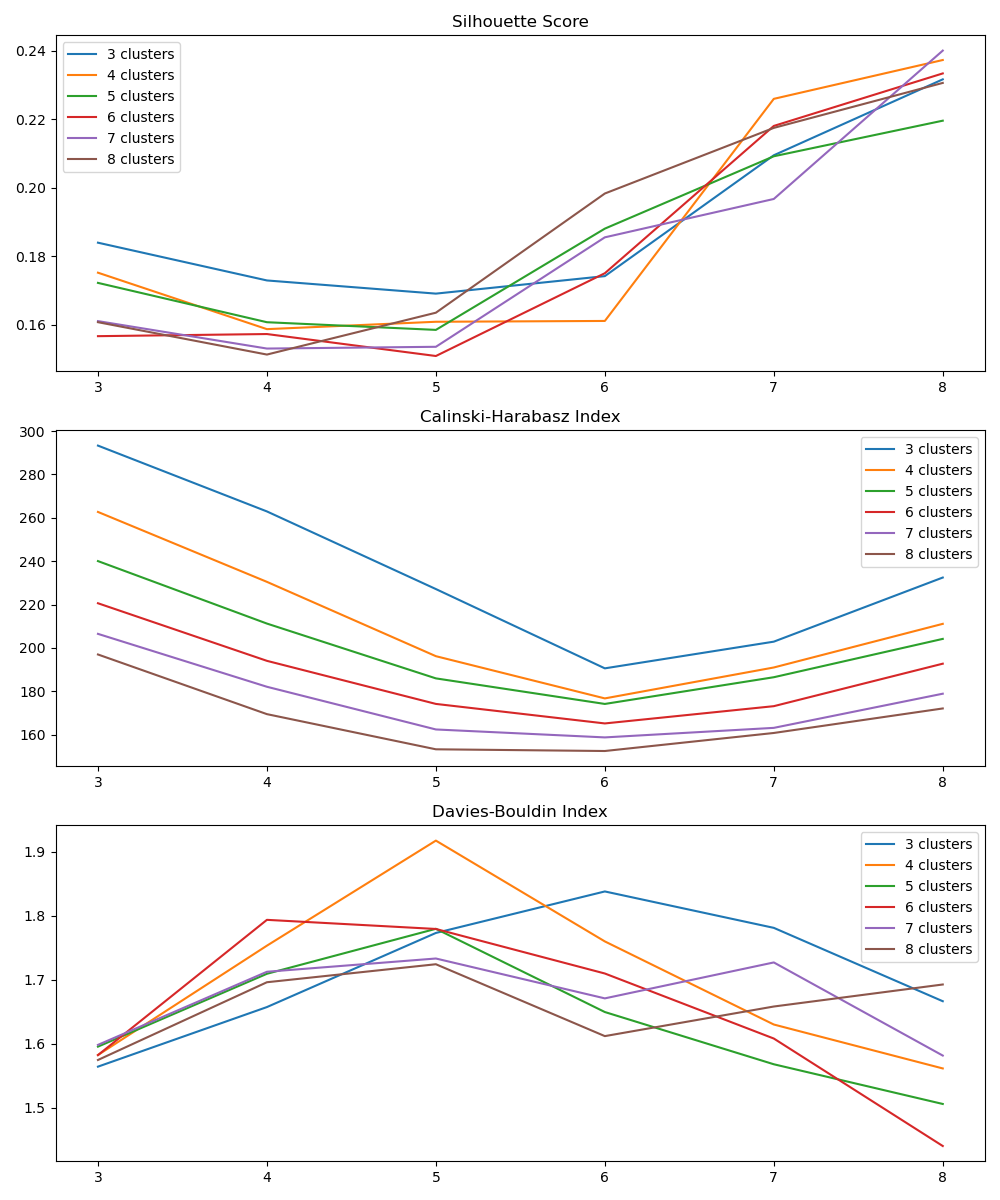 Silhouette Score
0.24
0.22
0.20
0.18
0.16
3 clusters
4 clusters
5 clusters
6 clusters
7 clusters
8 clusters
3 4 5 6 7 8
Calinski-Harabasz Index
300
280
260
240
220
200
180
160
3 clusters
4 clusters
5 clusters
6 clusters
7 clusters
8 clusters
3 4 5 6 7 8
Davies-Bouldin Index
1.9
1.8
1.7
1.6
1.5
3 clusters
4 clusters
5 clusters
6 clusters
7 clusters
8 clusters
3 4 5 6 7 8